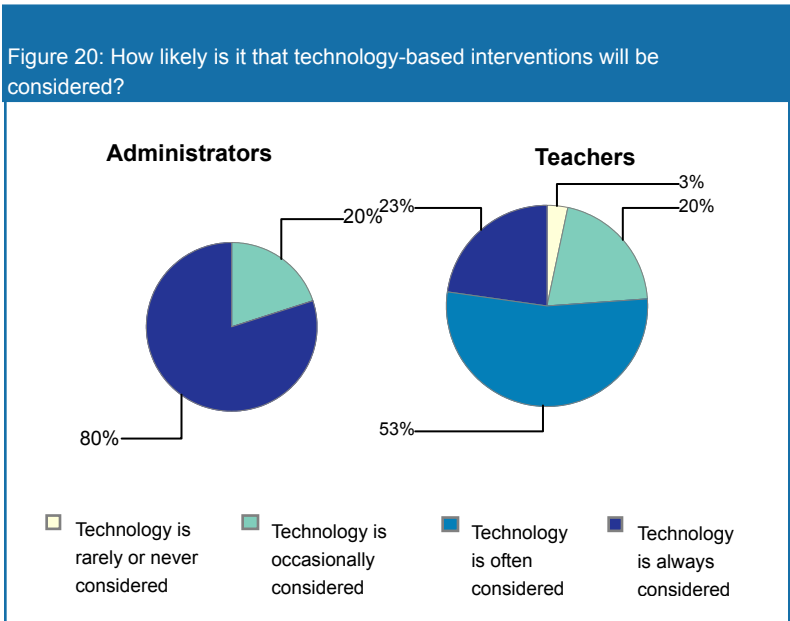 Figure 20: How likely is it that technology-based interventions will be
considered?
Administrators
Teachers
20%
80%
3%
23%
20%
53%
Technology is
rarely or never
considered
Technology is
occasionally
considered
Technology
is often
considered
Technology
is always
considered